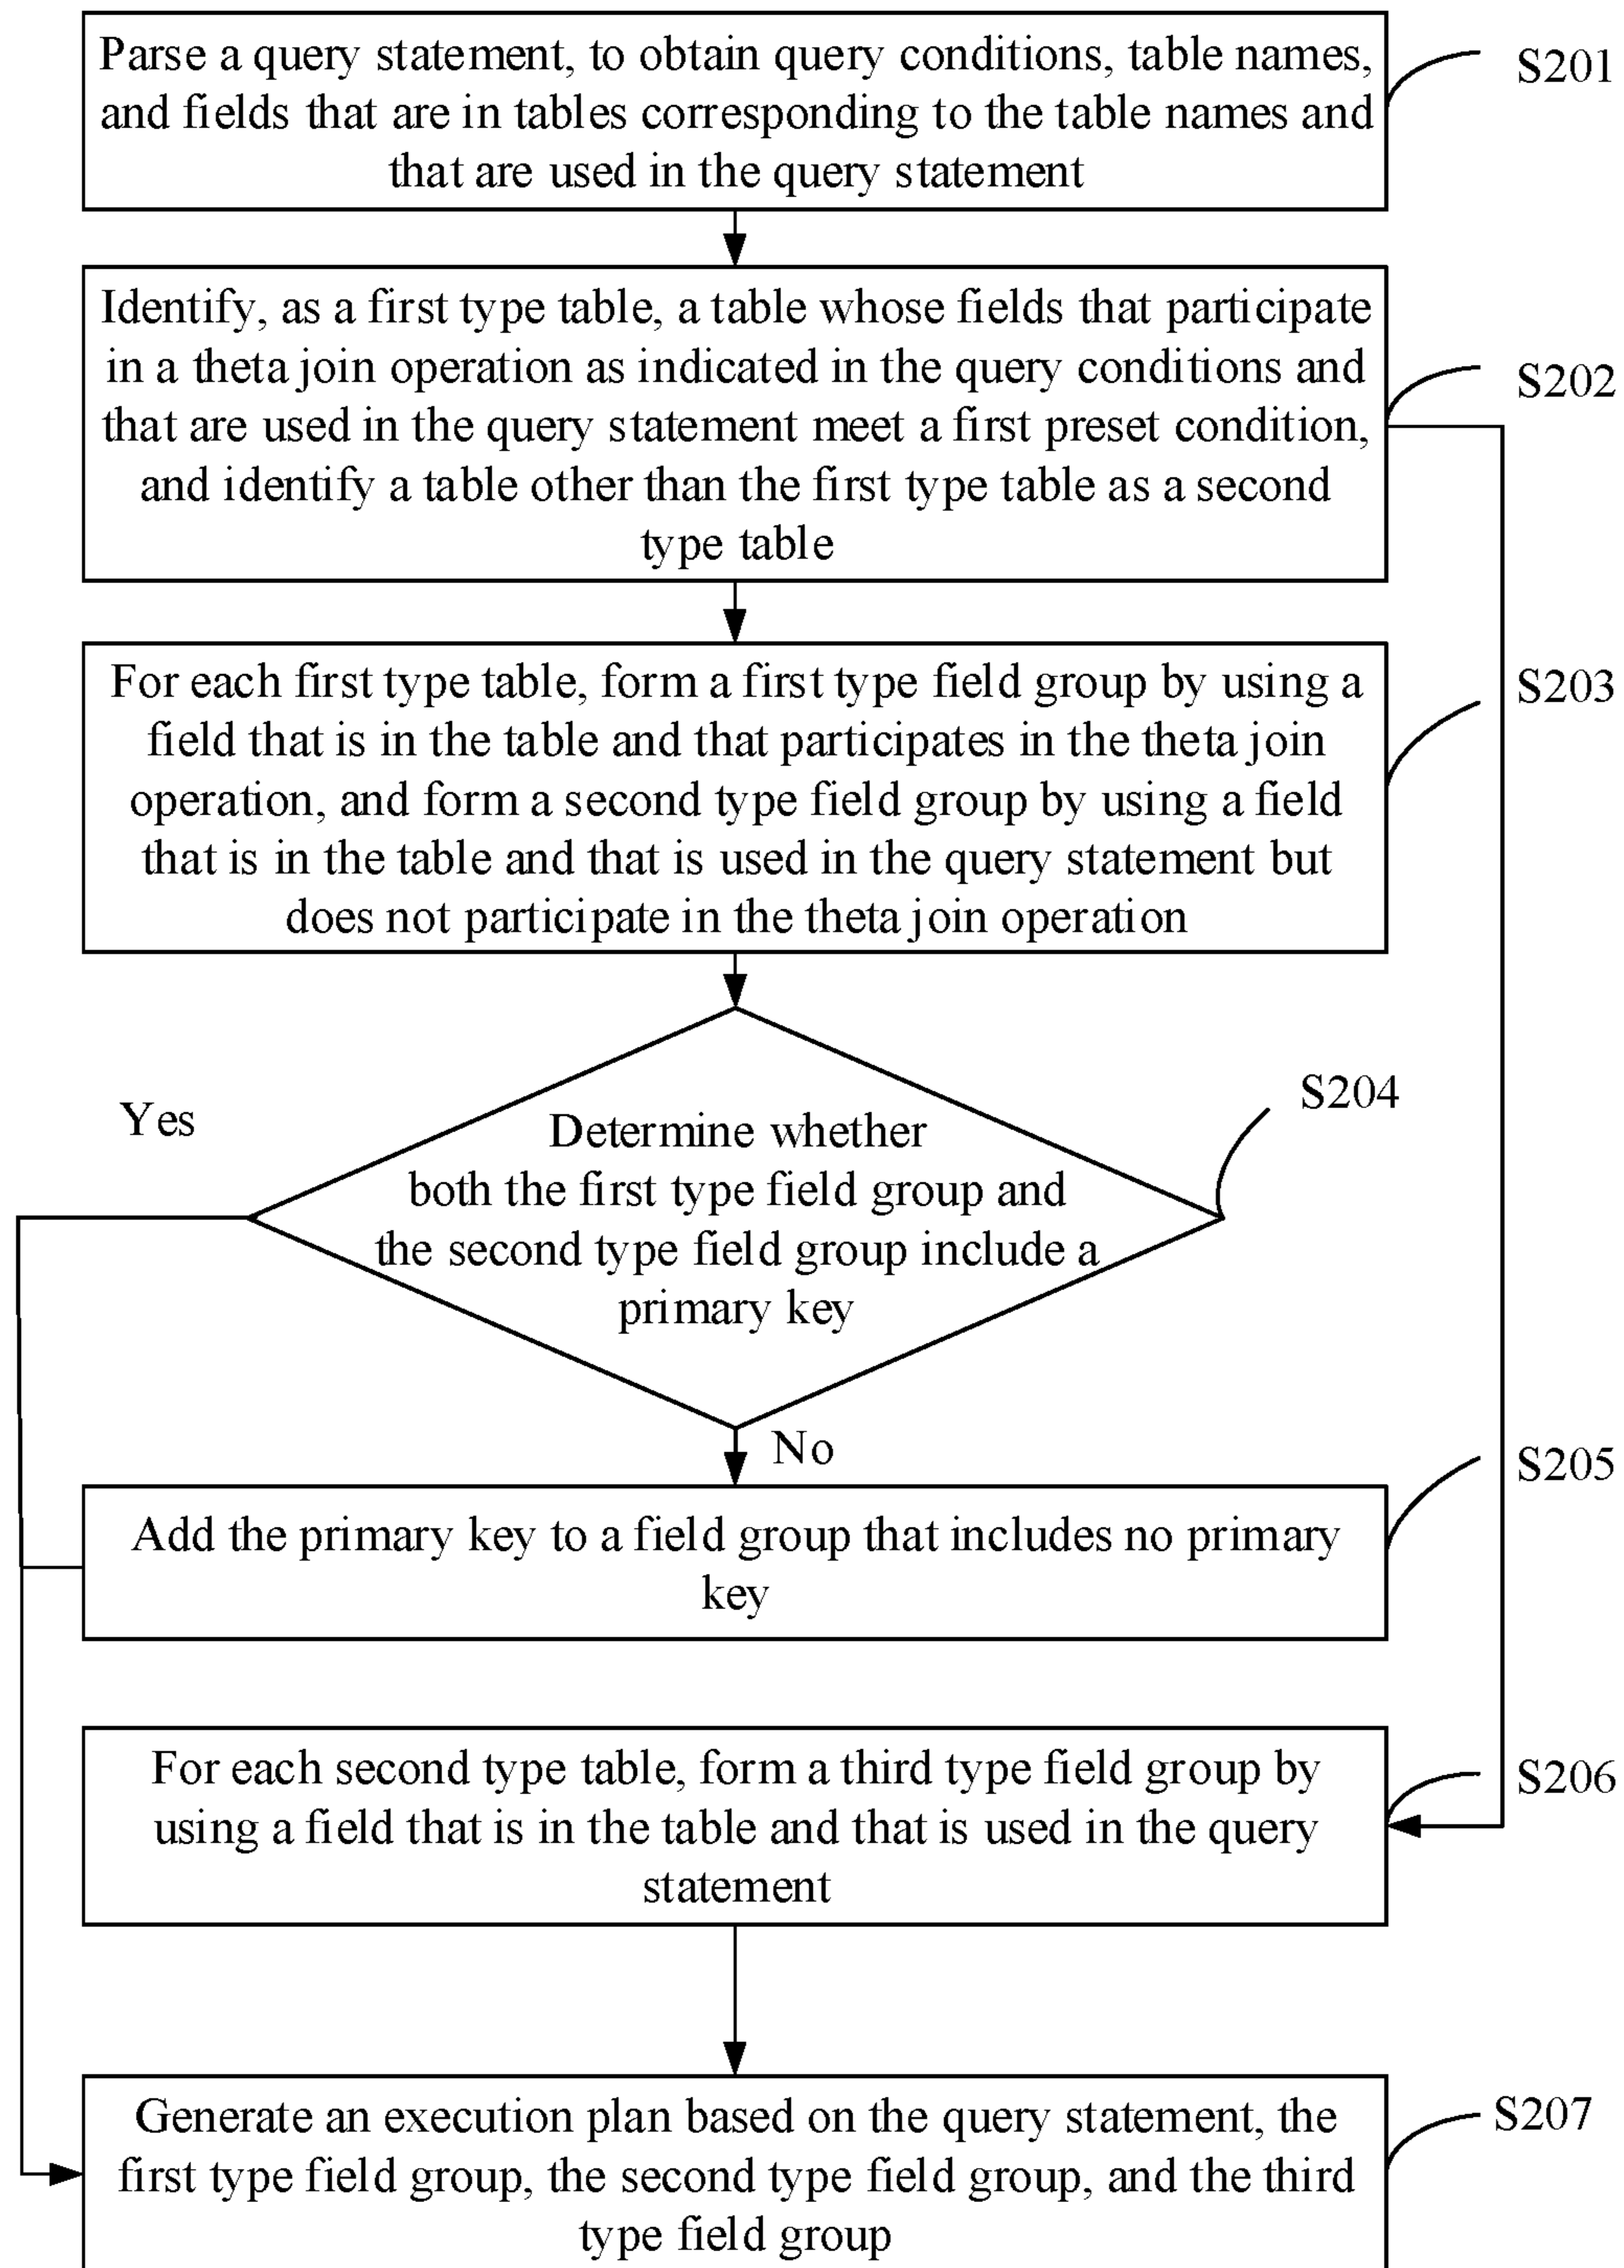 Parse a query statement, to obtain query conditions, table names,
and fields that are in tables corresponding to the table names and
that are used in the query statement
S201
Identify, as a first type table, a table whose fields that participate
in a theta join operation as indicated in the query conditions and
that are used in the query statement meet a first preset condition,
and identify a table other than the first type table as a second
type table
S202
For each first type table, form a first type field group by using a
field that is in the table and that participates in the theta join
operation, and form a second type field group by using a field
that is in the table and that is used in the query statement but
does not participate in the theta join operation
S203
Yes
Determine whether
both the first type field group and
the second type field group include a
primary key
S204
No
Add the primary key to a field group that includes no primary
key
S205
For each second type table, form a third type field group by
using a field that is in the table and that is used in the query
statement
S206
Generate an execution plan based on the query statement, the
first type field group, the second type field group, and the third
type field group
S207